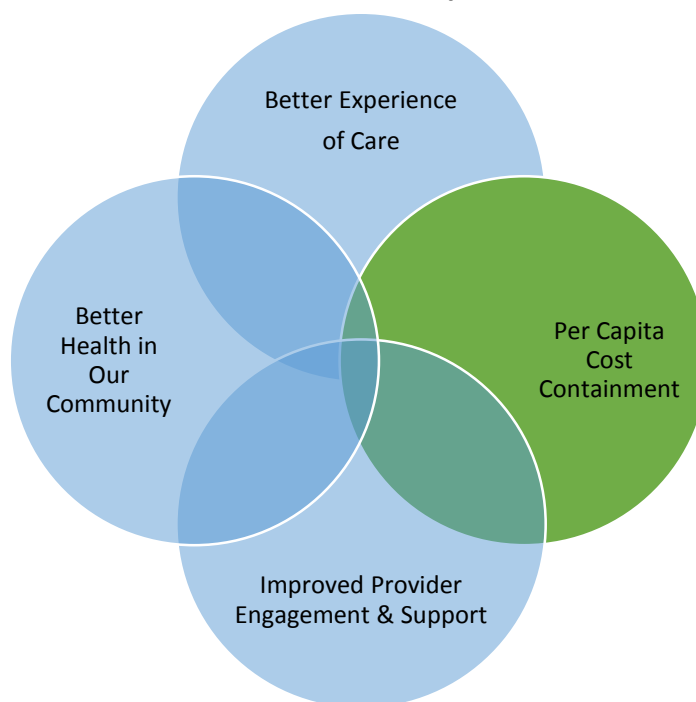 Better Experience
of Care
Better
Health in
Our
Community
Per Capita
Cost
Containment
Improved Provider
Engagement & Support